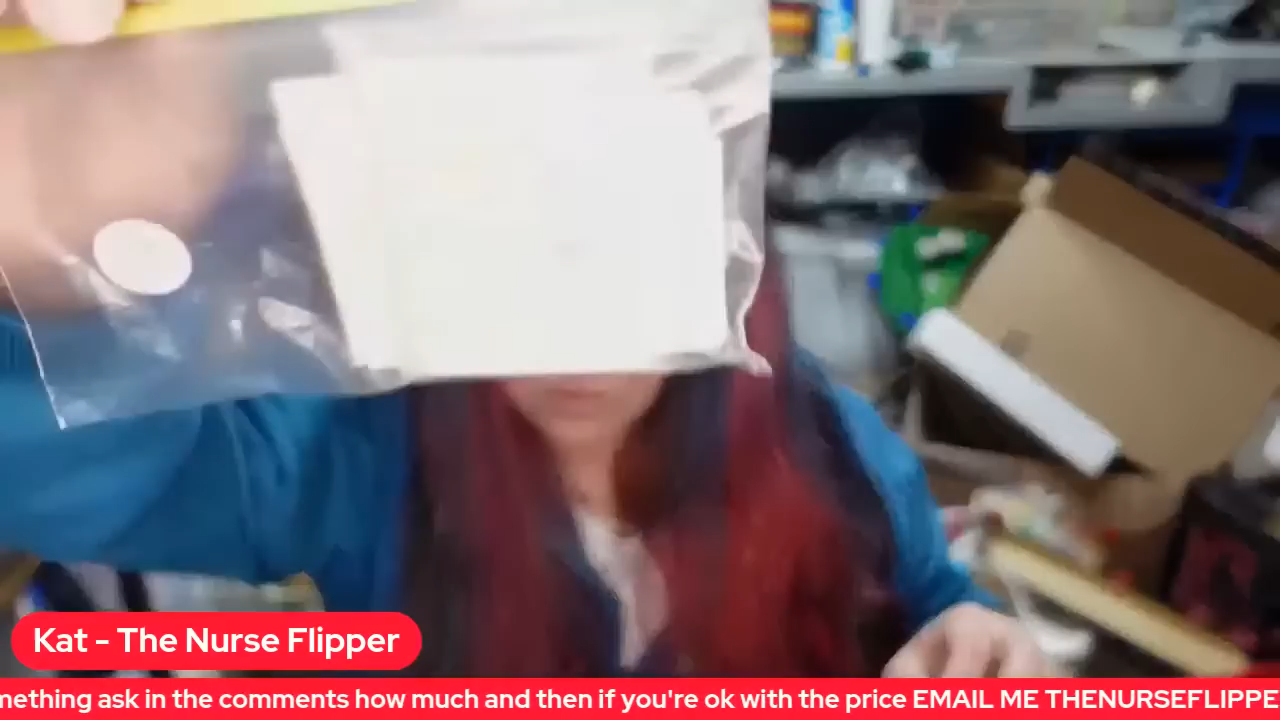 Kat - The Nurse Flipper
mething ask in the comments how much and then if you're ok with the price EMAIL ME THENURSEFLIPPE